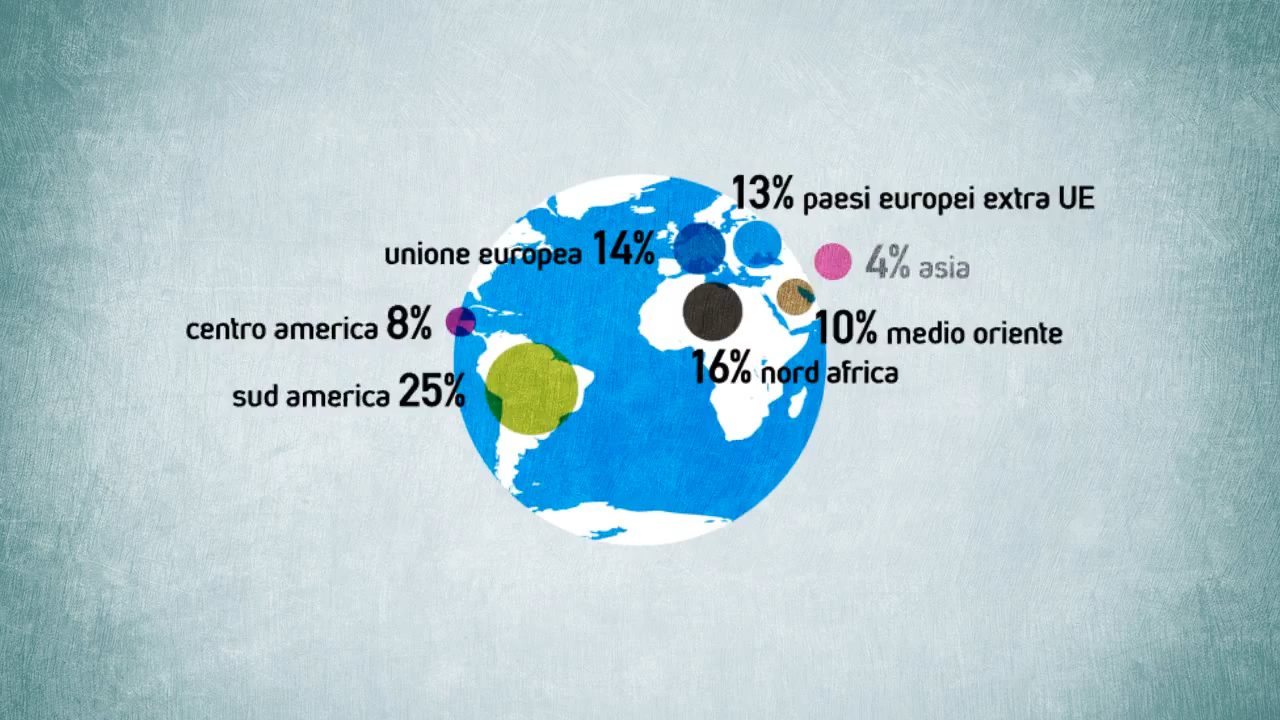 13% paesi europei extra UE
unione europea 14%
4% asia
centro america 8%
10% medio oriente
16% nord africa
sud america 25%